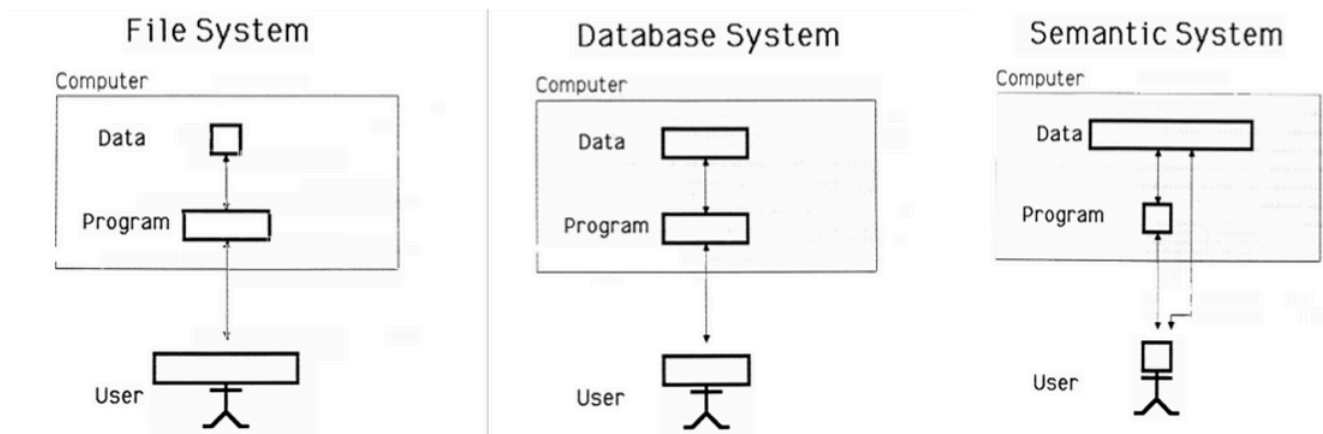 File System
Computer
Data
Program
User
Database System
Computer
Data
Program
User
Semantic System
Computer
Data
Program
User